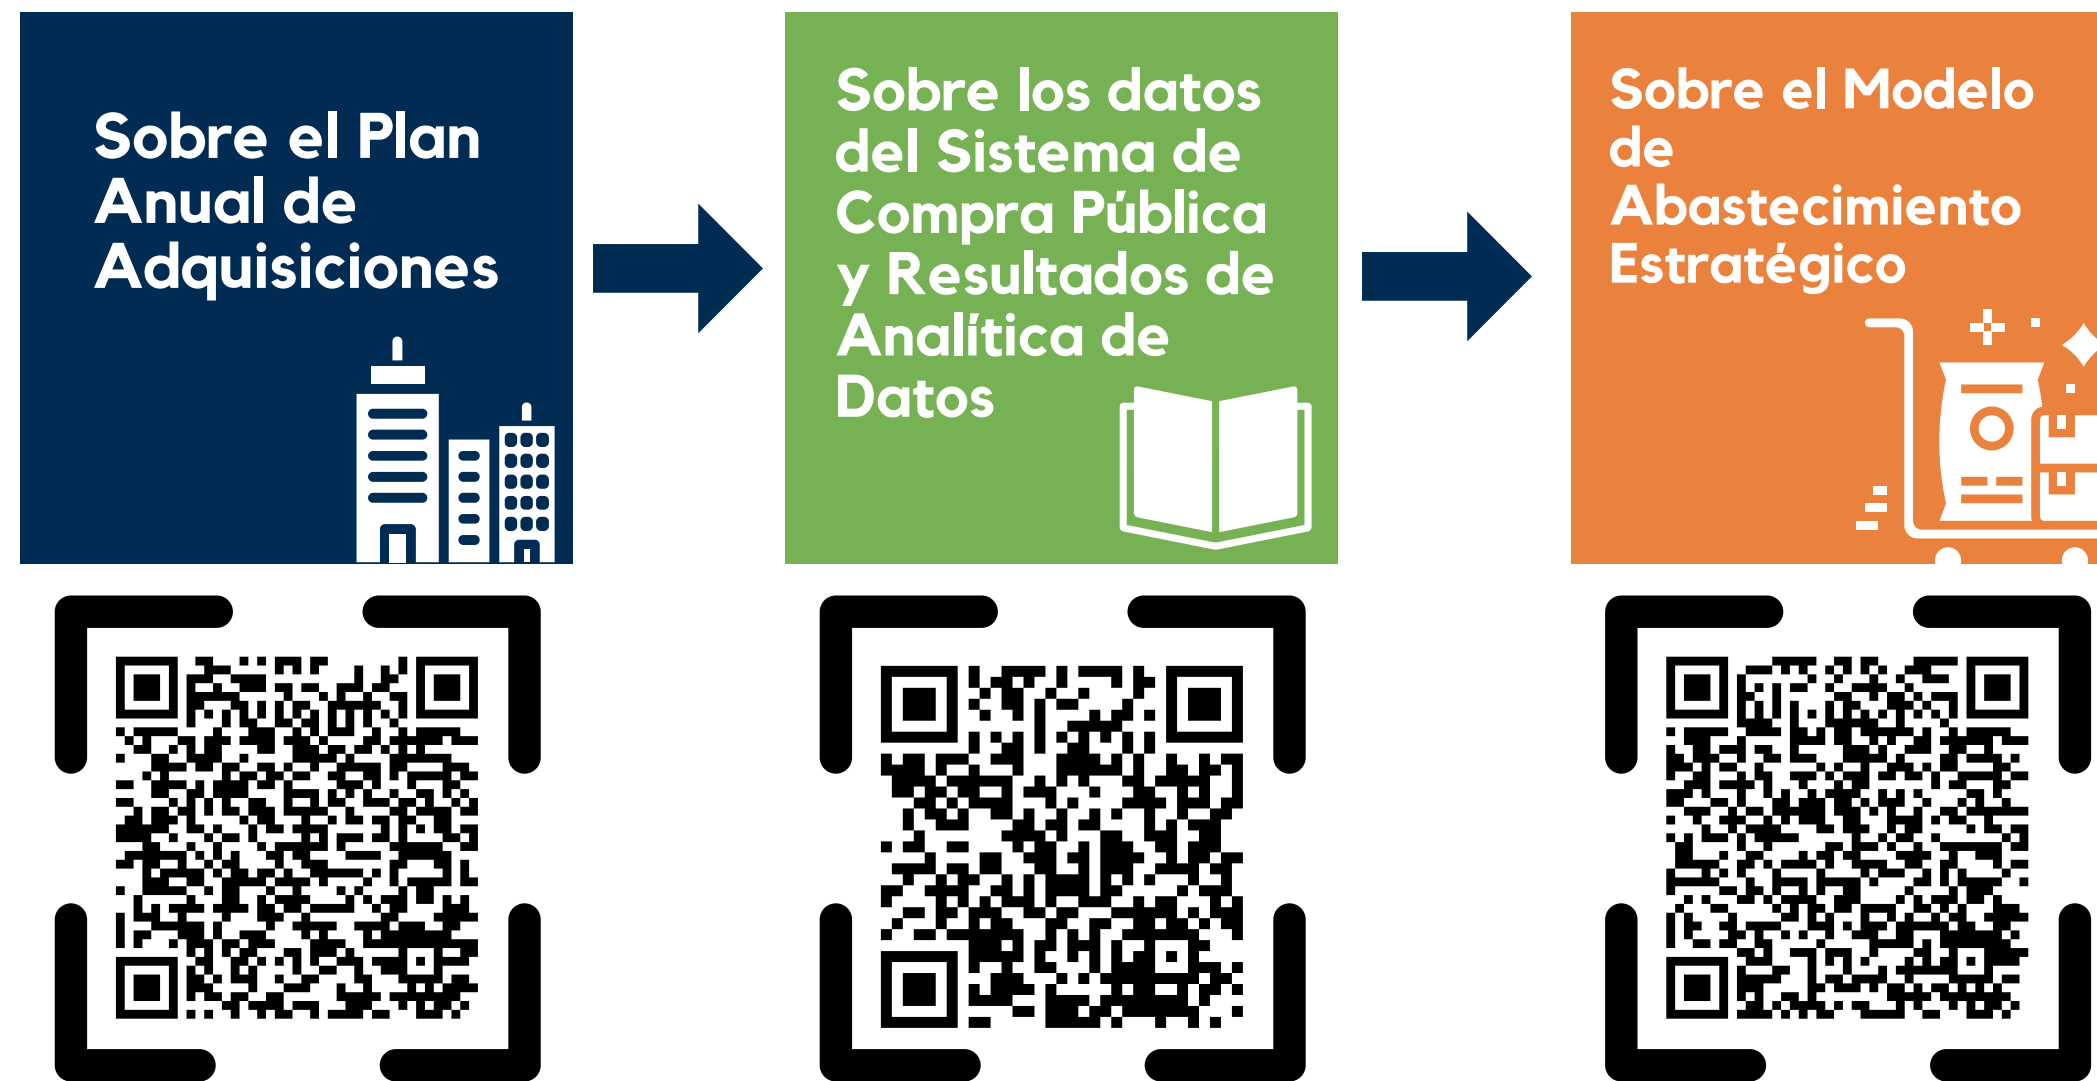 Sobre el Plan
Anual de
Adquisiciones
Sobre los datos
del Sistema de
Compra Pública
y Resultados de
Analítica de
Datos
Sobre el Modelo
de
Abastecimiento
Estratégico